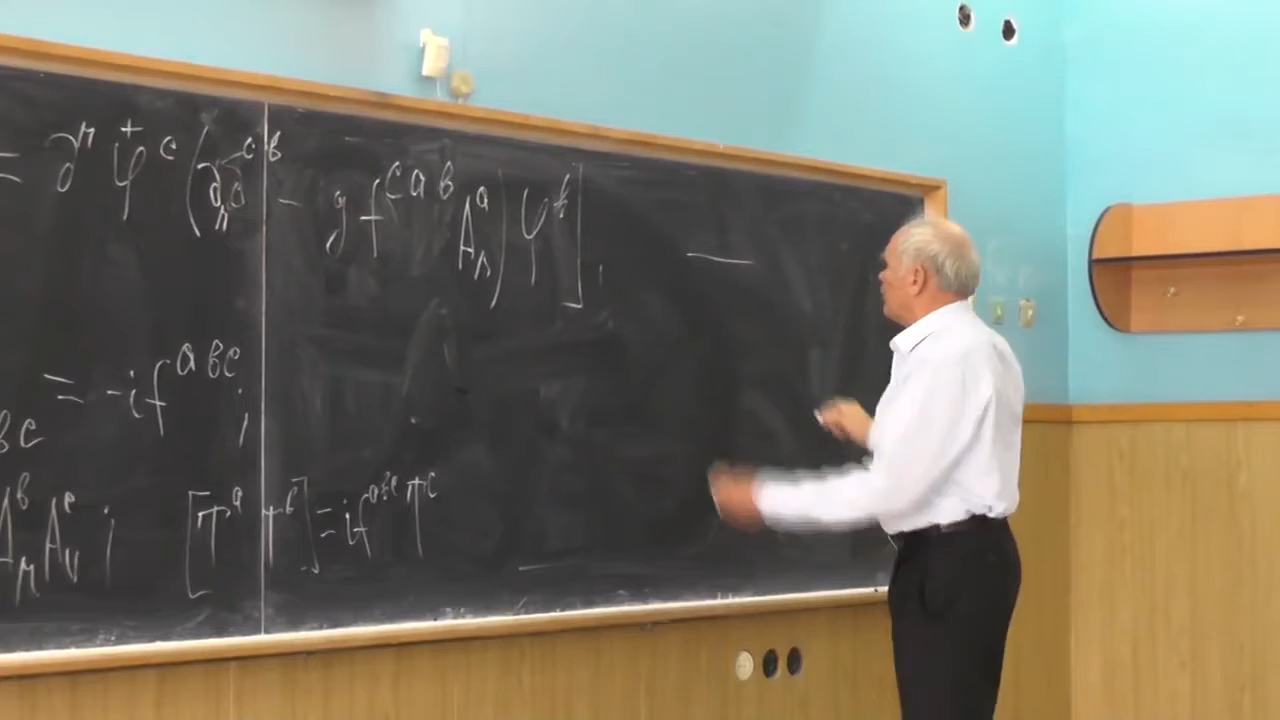 = ∂^μ φ^{+c} (∂_μ δ^{cb} - g f^{cab} A^a_μ) φ^b ],
= -i f^{abc} ;
bc
A^b_μ A^c_ν ; [T^a T^b] = i f^{abc} T^c